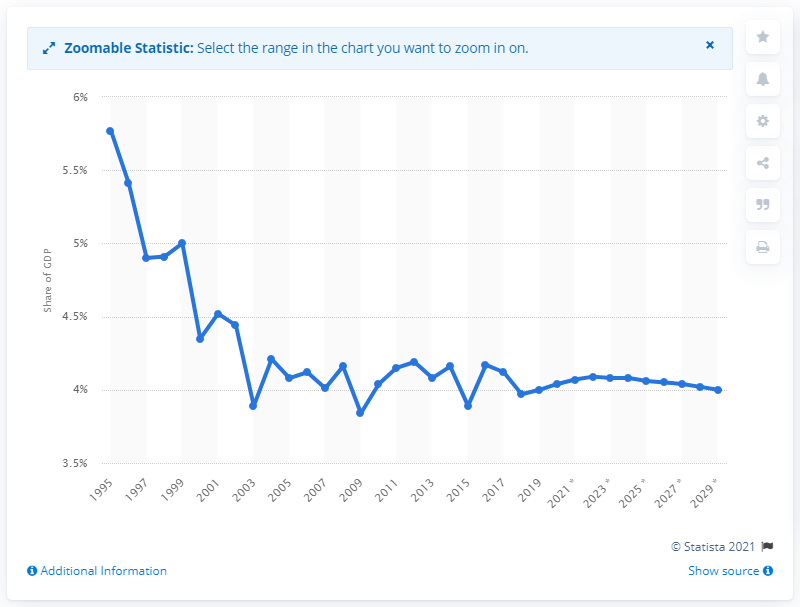 Zoomable Statistic: Select the range in the chart you want to zoom in on.
6%
5.5%
5%
4.5%
4%
3.5%
Share of GDP
1995 1997 1999 2001 2003 2005 2007 2009 2011 2013 2015 2017 2019 2021* 2023* 2025* 2027* 2029*
© Statista 2021
Additional Information
Show source